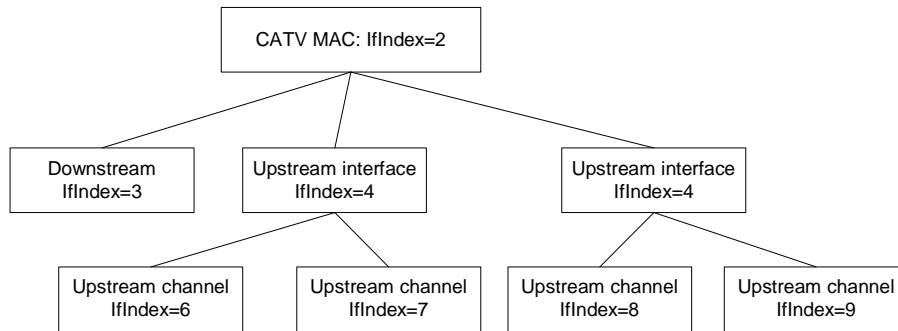 CATV MAC: IfIndex=2
Downstream
IfIndex=3
Upstream interface
IfIndex=4
Upstream interface
IfIndex=4
Upstream channel
IfIndex=6
Upstream channel
IfIndex=7
Upstream channel
IfIndex=8
Upstream channel
IfIndex=9